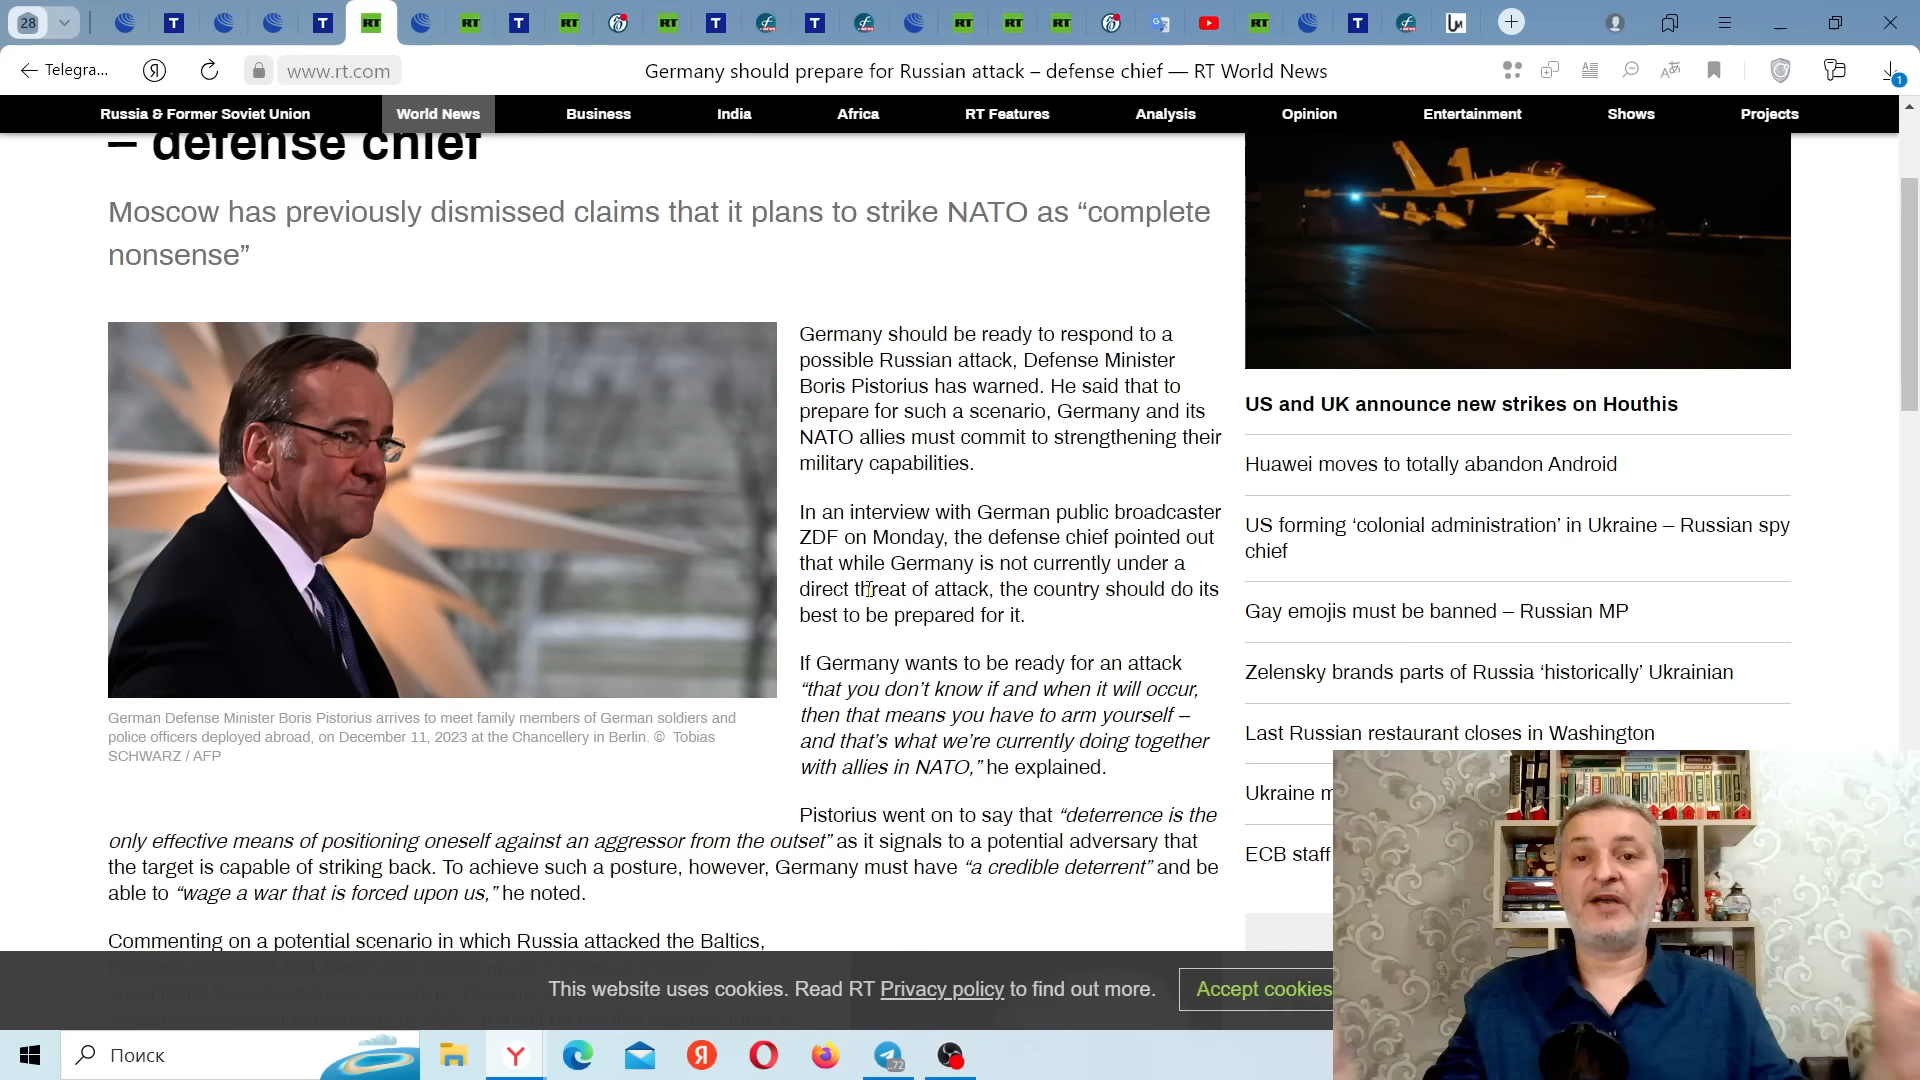 28
T
T
RT
RT
T
RT
RT
T
T
RT
RT
RT
RT
T
Telegra...
Я
www.rt.com
Germany should prepare for Russian attack – defense chief — RT World News
1
Russia & Former Soviet Union
World News
Business
India
Africa
RT Features
Analysis
Opinion
Entertainment
Shows
Projects
– defense chief
Moscow has previously dismissed claims that it plans to strike NATO as “complete
nonsense”
Germany should be ready to respond to a
possible Russian attack, Defense Minister
Boris Pistorius has warned. He said that to
prepare for such a scenario, Germany and its
NATO allies must commit to strengthening their
military capabilities.
In an interview with German public broadcaster
ZDF on Monday, the defense chief pointed out
that while Germany is not currently under a
direct threat of attack, the country should do its
best to be prepared for it.
If Germany wants to be ready for an attack
“that you don’t know if and when it will occur,
then that means you have to arm yourself –
and that’s what we’re currently doing together
with allies in NATO,” he explained.
German Defense Minister Boris Pistorius arrives to meet family members of German soldiers and
police officers deployed abroad, on December 11, 2023 at the Chancellery in Berlin. © Tobias
SCHWARZ / AFP
Pistorius went on to say that “deterrence is the
only effective means of positioning oneself against an aggressor from the outset” as it signals to a potential adversary that
the target is capable of striking back. To achieve such a posture, however, Germany must have “a credible deterrent” and be
able to “wage a war that is forced upon us,” he noted.
Commenting on a potential scenario in which Russia attacked the Baltics,
US and UK announce new strikes on Houthis
Huawei moves to totally abandon Android
US forming ‘colonial administration’ in Ukraine – Russian spy
chief
Gay emojis must be banned – Russian MP
Zelensky brands parts of Russia ‘historically’ Ukrainian
Last Russian restaurant closes in Washington
Ukraine
ECB staff
This website uses cookies. Read RT Privacy policy to find out more.
Accept cookies
Поиск
Y
Я
72